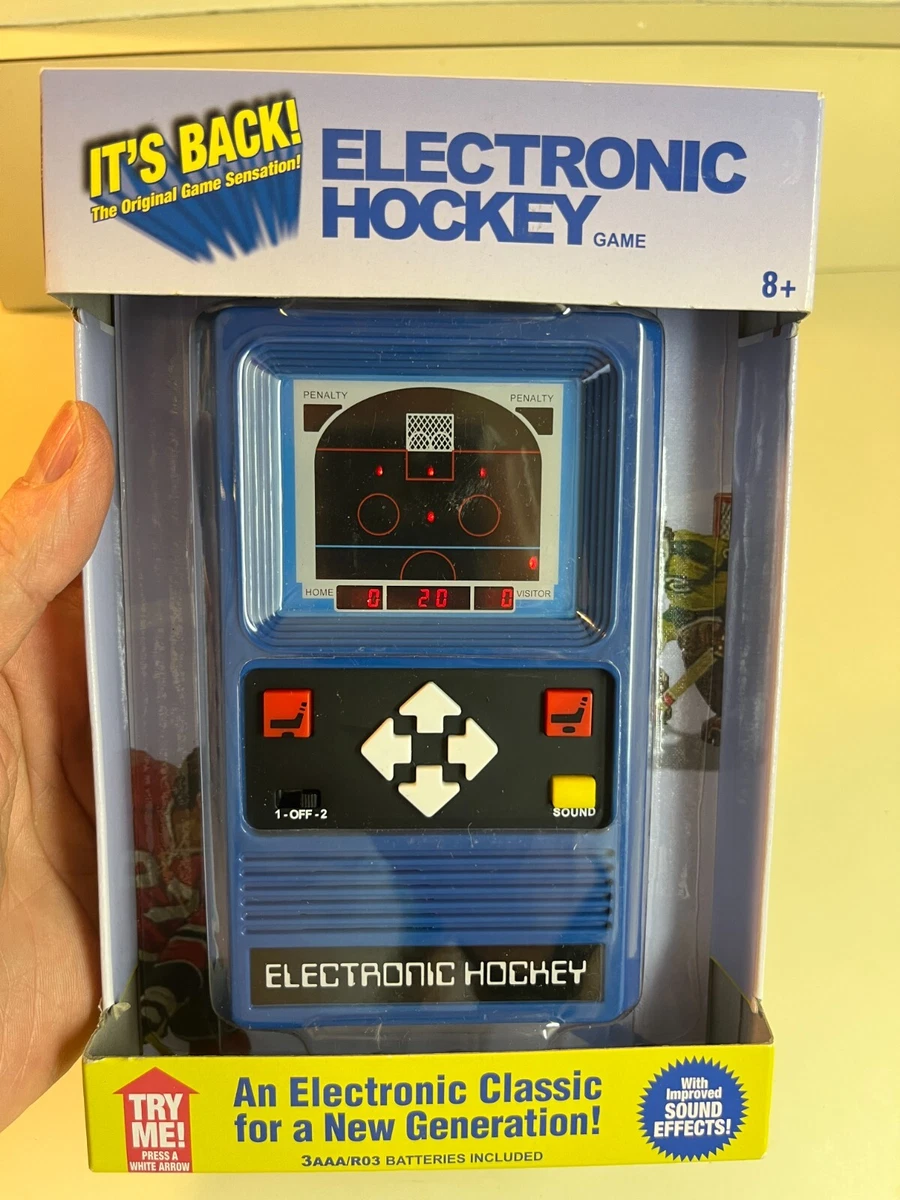 IT'S BACK!
The Original Game Sensation!
ELECTRONIC
HOCKEY GAME
8+
PENALTY PENALTY
HOME 0 20 0 VISITOR
1-OFF-2 SOUND
ELECTRONIC HOCKEY
TRY
ME!
PRESS A
WHITE ARROW
An Electronic Classic
for a New Generation!
3AAA/R03 BATTERIES INCLUDED
With
Improved
SOUND
EFFECTS!